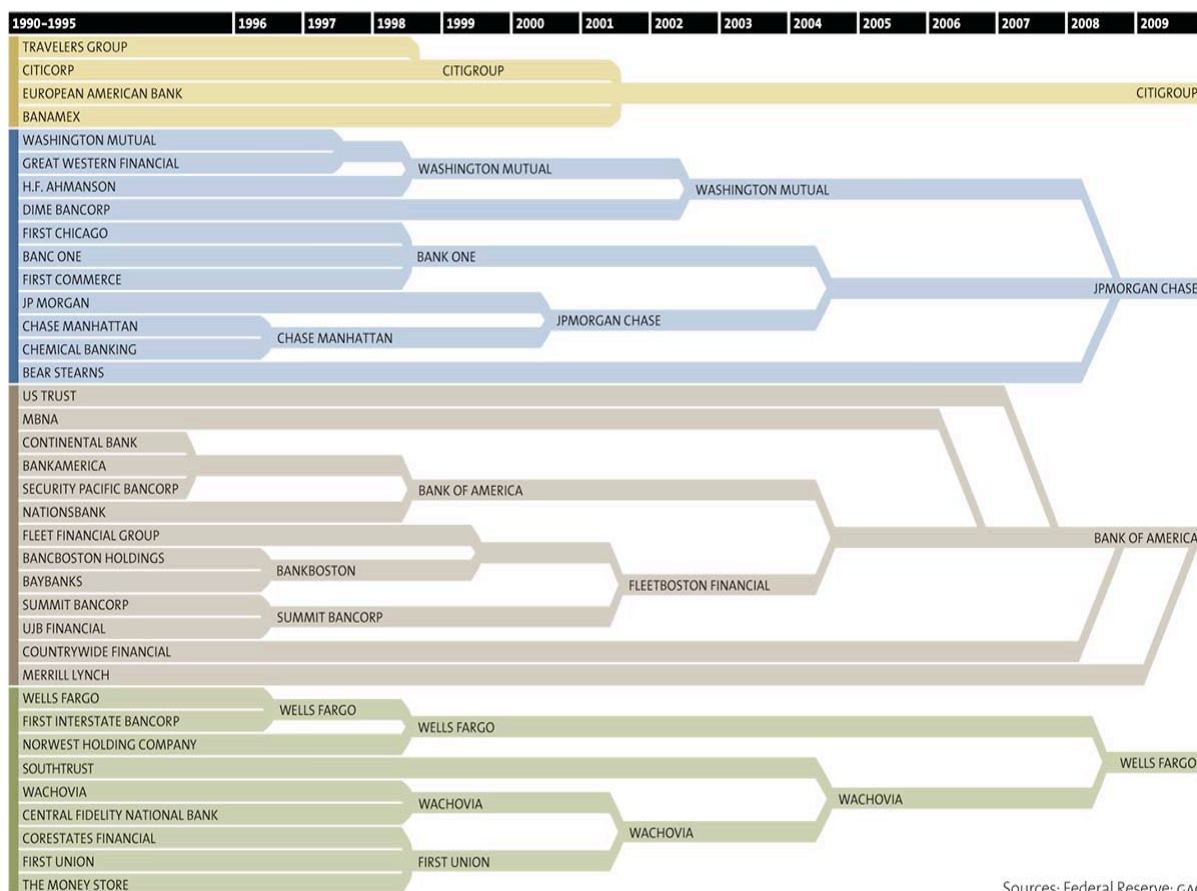 1990-1995 1996 1997 1998 1999 2000 2001 2002 2003 2004 2005 2006 2007 2008 2009
TRAVELERS GROUP
CITICORP CITIGROUP
EUROPEAN AMERICAN BANK CITIGROUP
BANAMEX
WASHINGTON MUTUAL
GREAT WESTERN FINANCIAL WASHINGTON MUTUAL
H.F. AHMANSON WASHINGTON MUTUAL
DIME BANCORP
FIRST CHICAGO
BANC ONE BANK ONE
FIRST COMMERCE JPMORGAN CHASE
JP MORGAN JPMORGAN CHASE
CHASE MANHATTAN CHASE MANHATTAN
CHEMICAL BANKING
BEAR STEARNS
US TRUST
MBNA
CONTINENTAL BANK
BANKAMERICA
SECURITY PACIFIC BANCORP BANK OF AMERICA
NATIONSBANK
FLEET FINANCIAL GROUP BANK OF AMERICA
BANCBOSTON HOLDINGS BANKBOSTON
BAYBANKS FLEETBOSTON FINANCIAL
SUMMIT BANCORP SUMMIT BANCORP
UJB FINANCIAL
COUNTRYWIDE FINANCIAL
MERRILL LYNCH
WELLS FARGO WELLS FARGO
FIRST INTERSTATE BANCORP WELLS FARGO
NORWEST HOLDING COMPANY
SOUTHTRUST WELLS FARGO
WACHOVIA WACHOVIA WACHOVIA
CENTRAL FIDELITY NATIONAL BANK
CORESTATES FINANCIAL WACHOVIA
FIRST UNION FIRST UNION
THE MONEY STORE
Sources: Federal Reserve; GAO